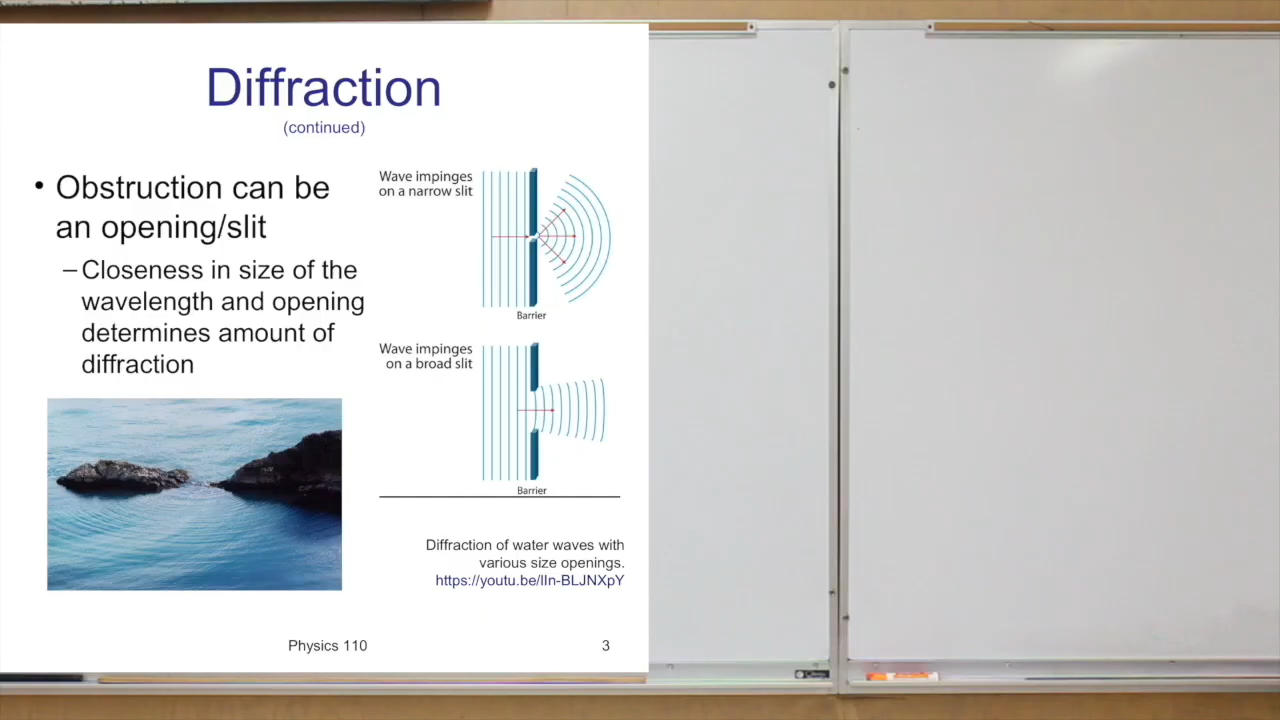 Diffraction
(continued)
• Obstruction can be
an opening/slit
– Closeness in size of the
wavelength and opening
determines amount of
diffraction
Wave impinges
on a narrow slit
Barrier
Wave impinges
on a broad slit
Barrier
Diffraction of water waves with
various size openings.
https://youtu.be/lIn-BLJNXpY
Physics 110
3